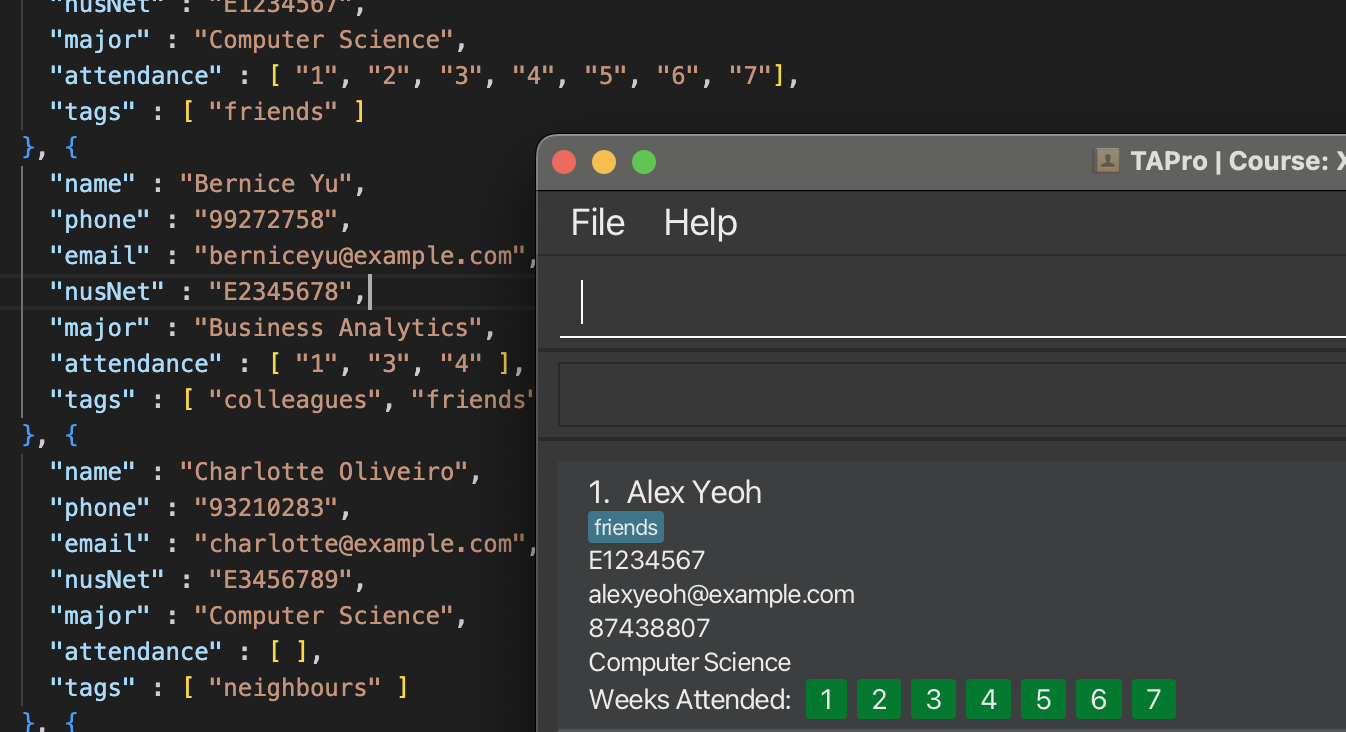 "nusNet" : "E1234567",
"major" : "Computer Science",
"attendance" : [ "1", "2", "3", "4", "5", "6", "7"],
"tags" : [ "friends" ]
}, {
"name" : "Bernice Yu",
"phone" : "99272758",
"email" : "berniceyu@example.com",
"nusNet" : "E2345678",
"major" : "Business Analytics",
"attendance" : [ "1", "3", "4" ],
"tags" : [ "colleagues", "friends"
}, {
"name" : "Charlotte Oliveiro",
"phone" : "93210283",
"email" : "charlotte@example.com",
"nusNet" : "E3456789",
"major" : "Computer Science",
"attendance" : [ ],
"tags" : [ "neighbours" ]
}, {
TAPro | Course: X
File Help
1. Alex Yeoh
friends
E1234567
alexyeoh@example.com
87438807
Computer Science
Weeks Attended: 1 2 3 4 5 6 7